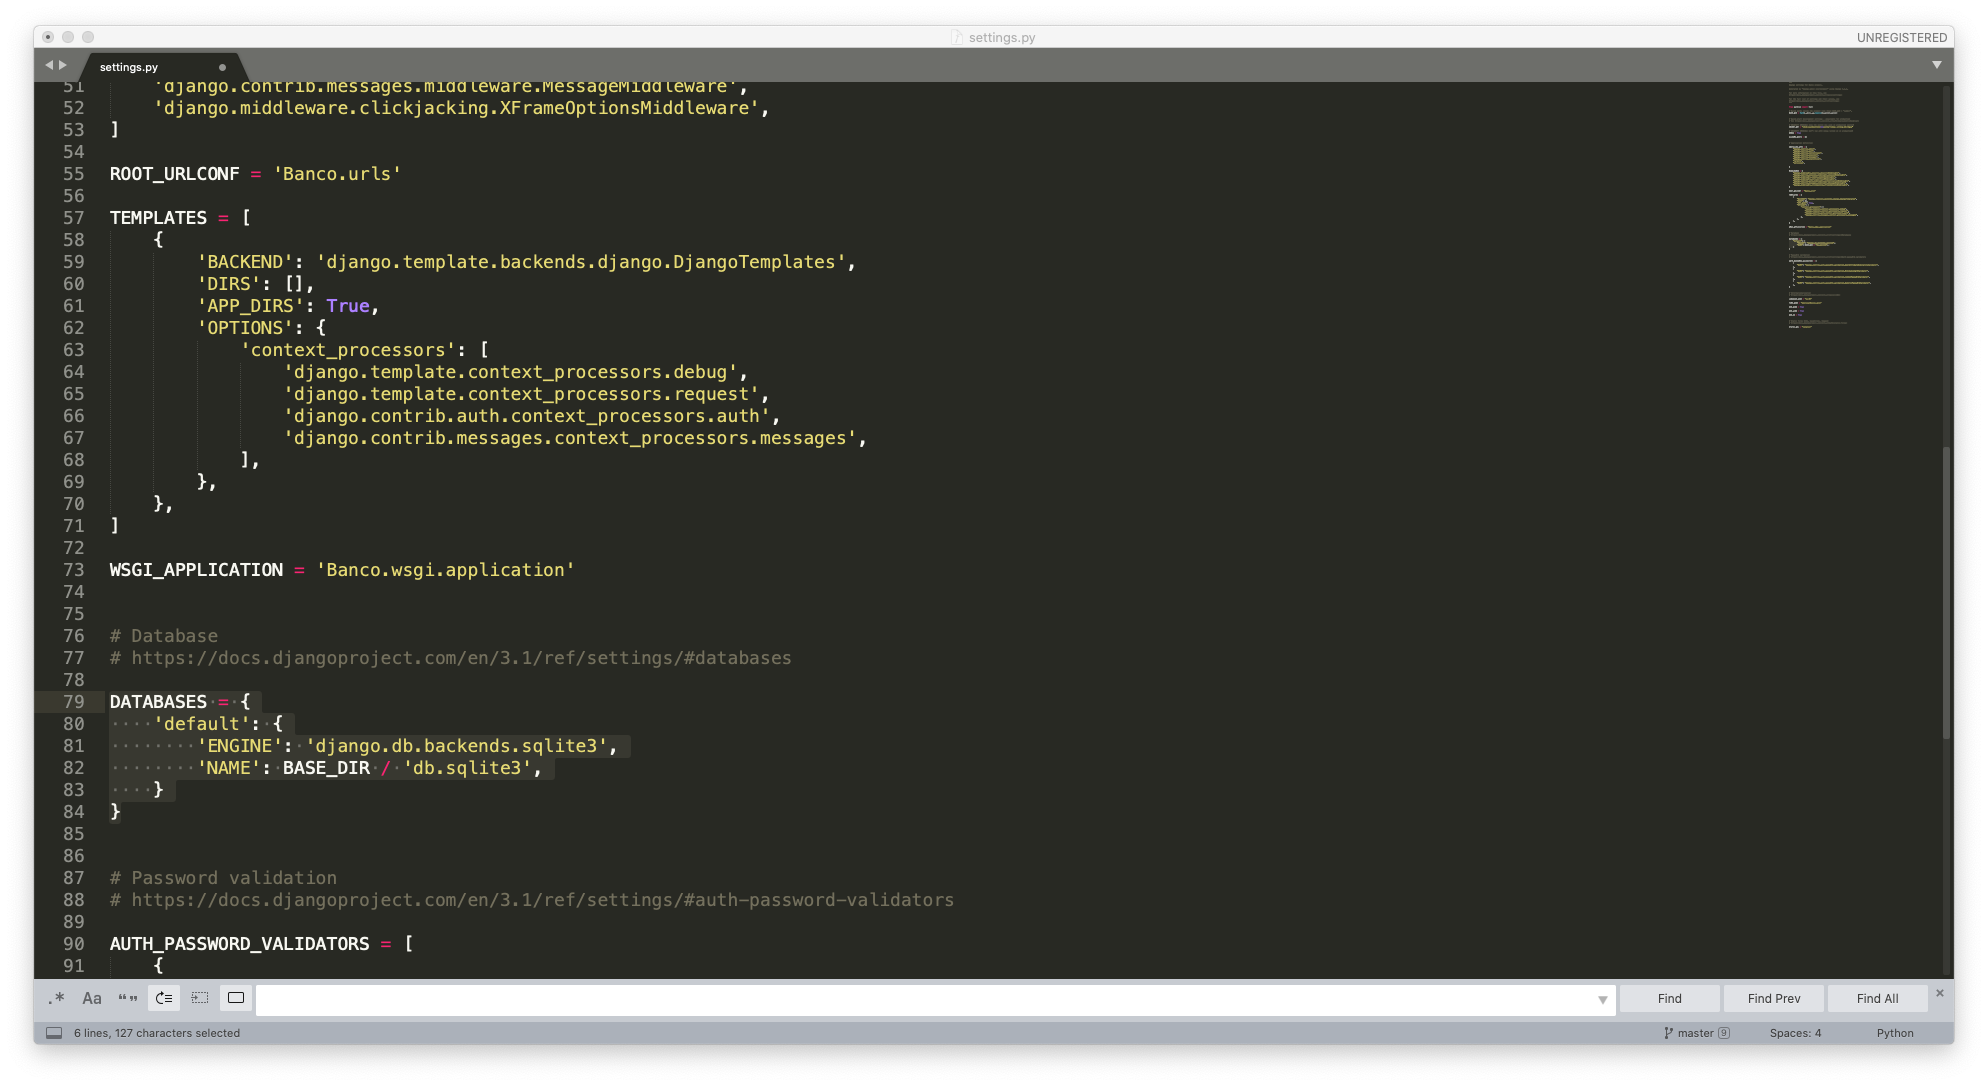 settings.py
UNREGISTERED
settings.py
51 'django.contrib.messages.middleware.MessageMiddleware',
52 'django.middleware.clickjacking.XFrameOptionsMiddleware',
53 ]
54
55 ROOT_URLCONF = 'Banco.urls'
56
57 TEMPLATES = [
58 {
59 'BACKEND': 'django.template.backends.django.DjangoTemplates',
60 'DIRS': [],
61 'APP_DIRS': True,
62 'OPTIONS': {
63 'context_processors': [
64 'django.template.context_processors.debug',
65 'django.template.context_processors.request',
66 'django.contrib.auth.context_processors.auth',
67 'django.contrib.messages.context_processors.messages',
68 ],
69 },
70 },
71 ]
72
73 WSGI_APPLICATION = 'Banco.wsgi.application'
74
75
76 # Database
77 # https://docs.djangoproject.com/en/3.1/ref/settings/#databases
78
79 DATABASES = {
80 'default': {
81 'ENGINE': 'django.db.backends.sqlite3',
82 'NAME': BASE_DIR / 'db.sqlite3',
83 }
84 }
85
86
87 # Password validation
88 # https://docs.djangoproject.com/en/3.1/ref/settings/#auth-password-validators
89
90 AUTH_PASSWORD_VALIDATORS = [
91 {
.* Aa “” Find Find Prev Find All
6 lines, 127 characters selected
master 9 Spaces: 4 Python